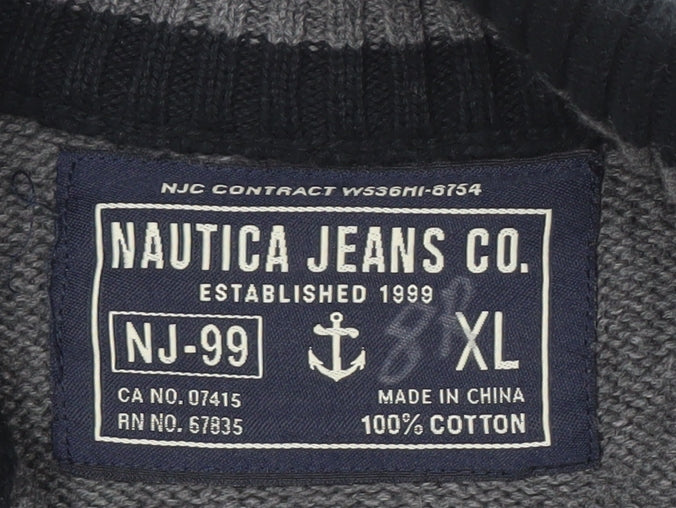 NJC CONTRACT W536HI-6754
NAUTICA JEANS CO.
ESTABLISHED 1999
NJ-99
XL
CA NO. 07415
RN NO. 67835
MADE IN CHINA
100% COTTON